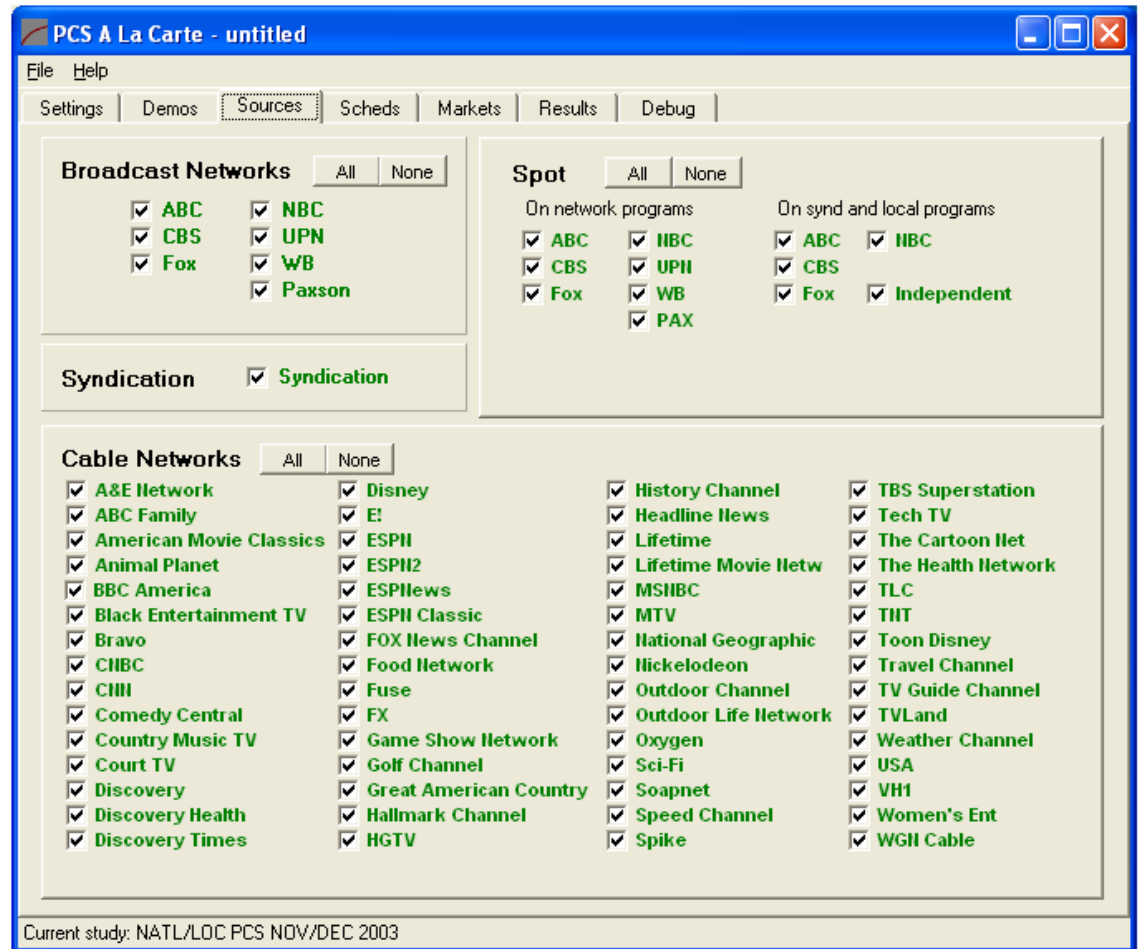 PCS A La Carte - untitled
File Help
Settings Demos Sources Scheds Markets Results Debug
Broadcast Networks All None
ABC NBC
CBS UPN
Fox WB
Paxson
Syndication Syndication
Spot All None
On network programs On synd and local programs
ABC NBC ABC NBC
CBS UPN CBS
Fox WB Fox Independent
PAX
Cable Networks All None
A&E Network Disney History Channel TBS Superstation
ABC Family E! Headline News Tech TV
American Movie Classics ESPN Lifetime The Cartoon Net
Animal Planet ESPN2 Lifetime Movie Netw The Health Network
BBC America ESPNews MSNBC TLC
Black Entertainment TV ESPN Classic MTV TNT
Bravo FOX News Channel National Geographic Toon Disney
CNBC Food Network Nickelodeon Travel Channel
CNN Fuse Outdoor Channel TV Guide Channel
Comedy Central FX Outdoor Life Network TVLand
Country Music TV Game Show Network Oxygen Weather Channel
Court TV Golf Channel Sci-Fi USA
Discovery Great American Country Soapnet VH1
Discovery Health Hallmark Channel Speed Channel Women's Ent
Discovery Times HGTV Spike WGN Cable
Current study: NATL/LOC PCS NOV/DEC 2003